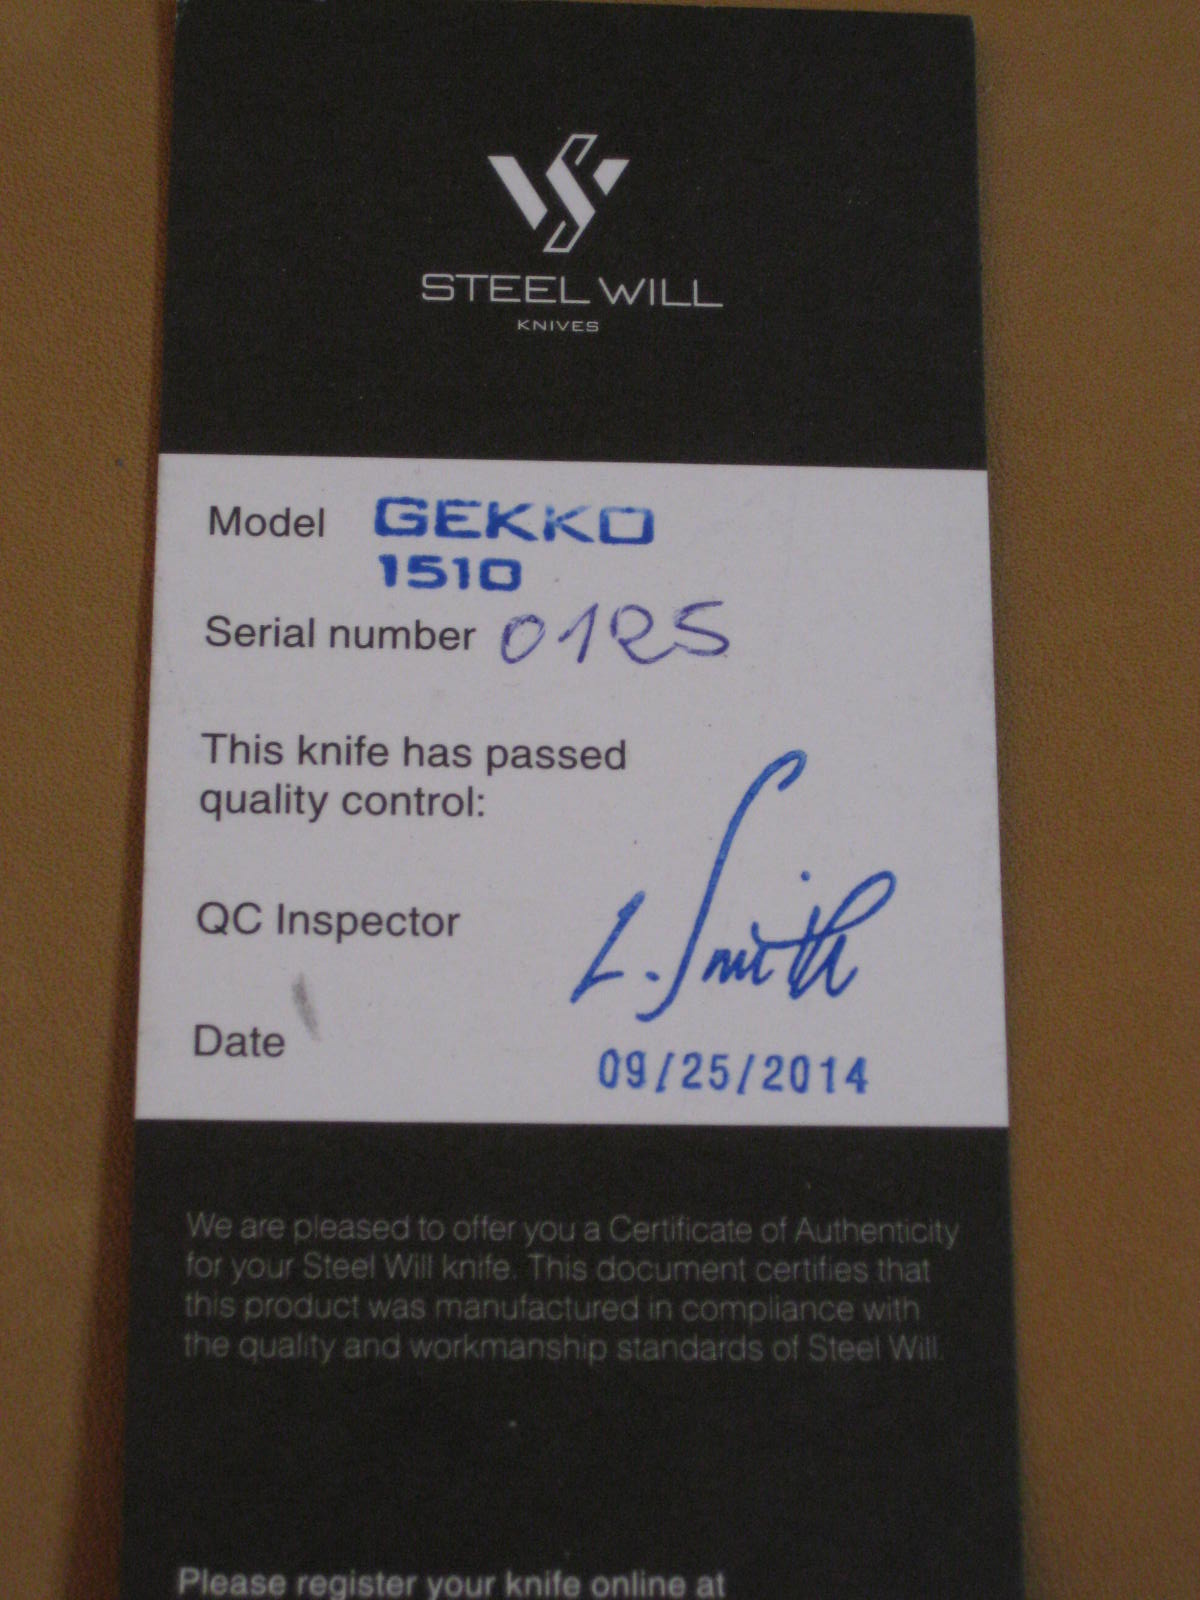 STEEL WILL
KNIVES
Model GEKKO
1510
Serial number 0125
This knife has passed
quality control:
QC Inspector L. Smith
Date 09/25/2014
We are pleased to offer you a Certificate of Authenticity
for your Steel Will knife. This document certifies that
this product was manufactured in compliance with
the quality and workmanship standards of Steel Will.
Please register your knife online at